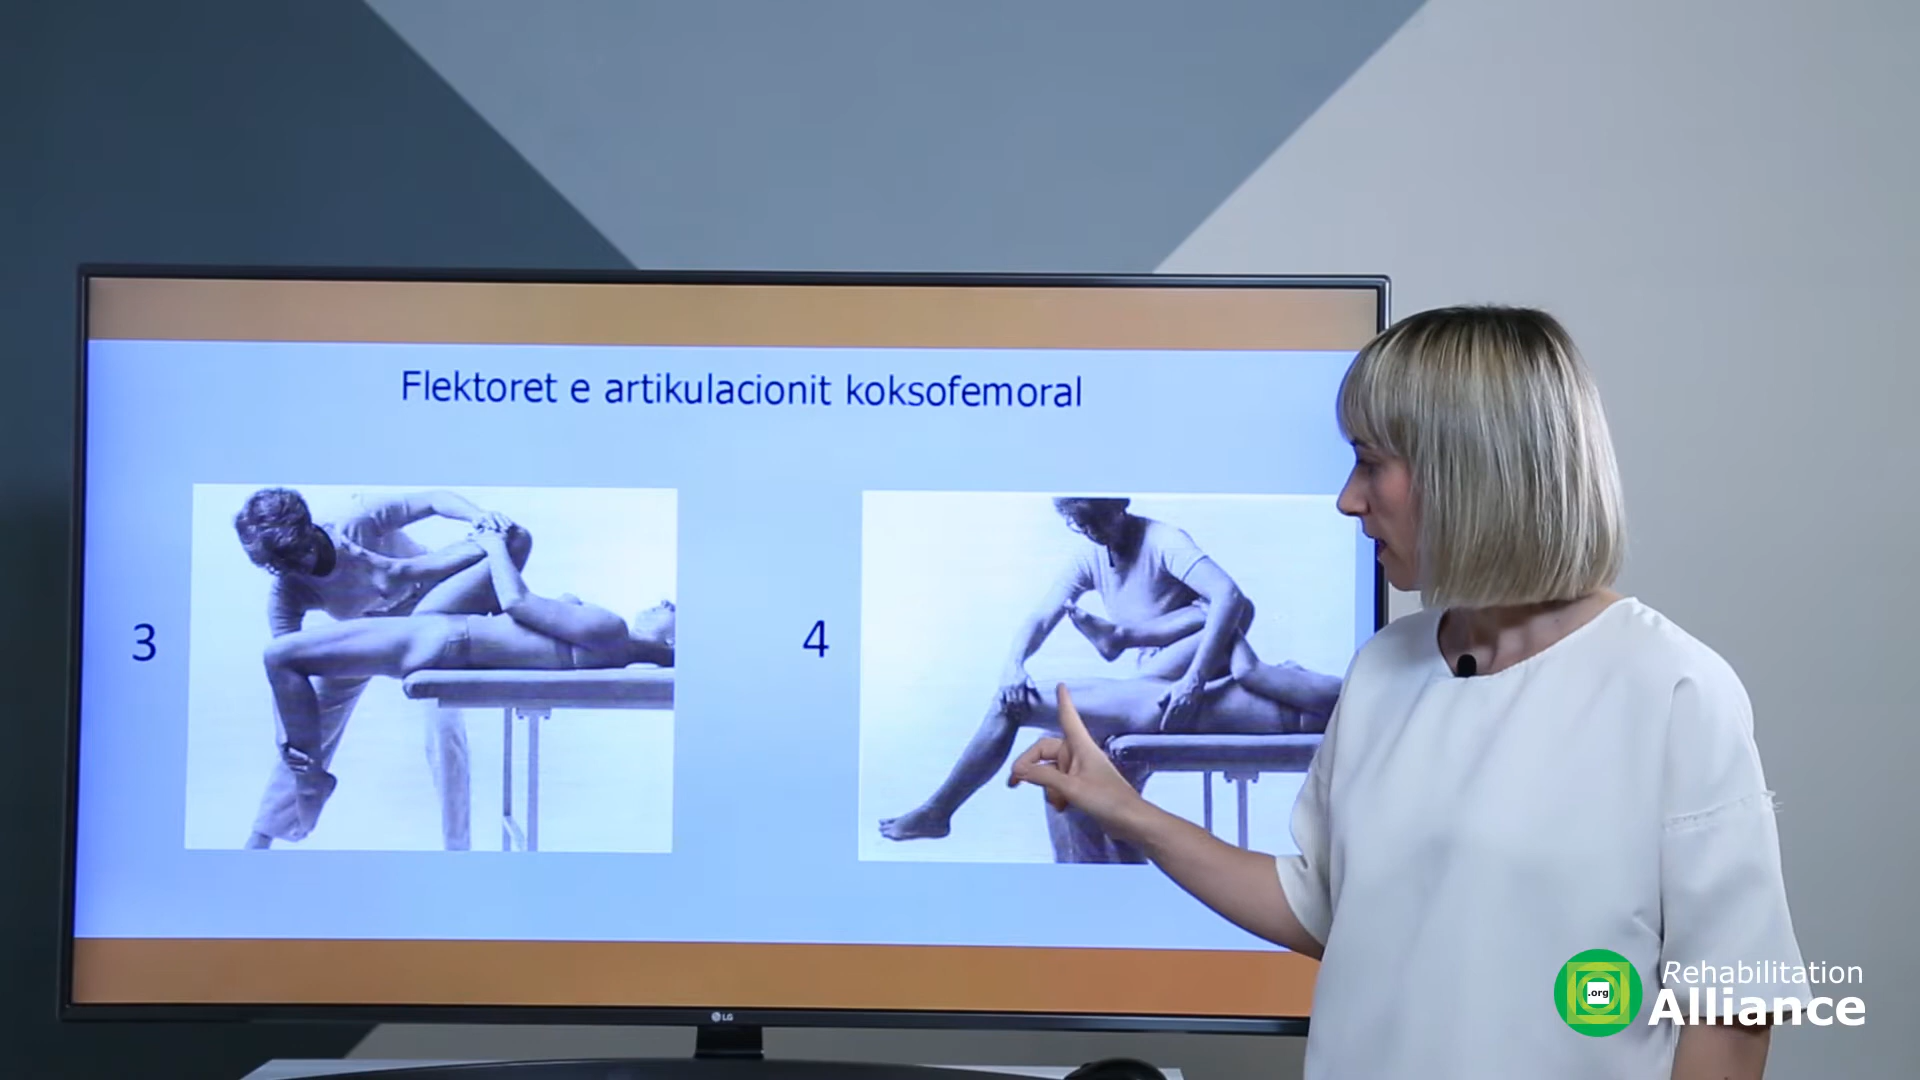 Flektoret e artikulacionit koksofemoral
3
4
LG
.org
Rehabilitation
Alliance